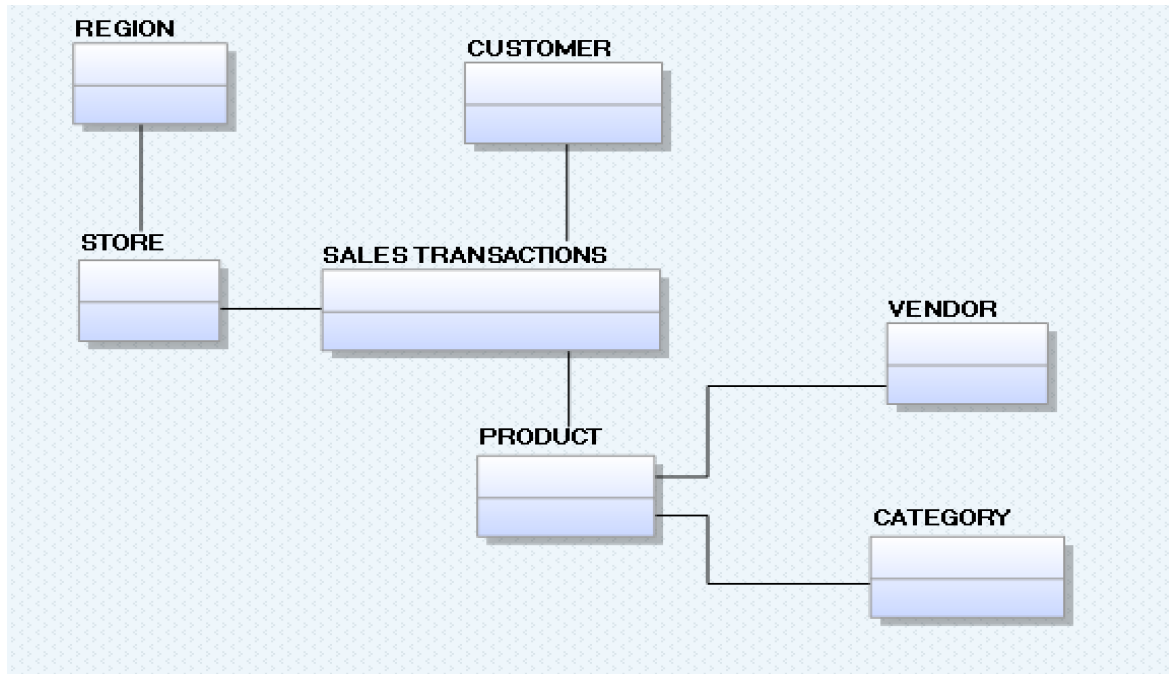 REGION
CUSTOMER
STORE
SALES TRANSACTIONS
VENDOR
PRODUCT
CATEGORY